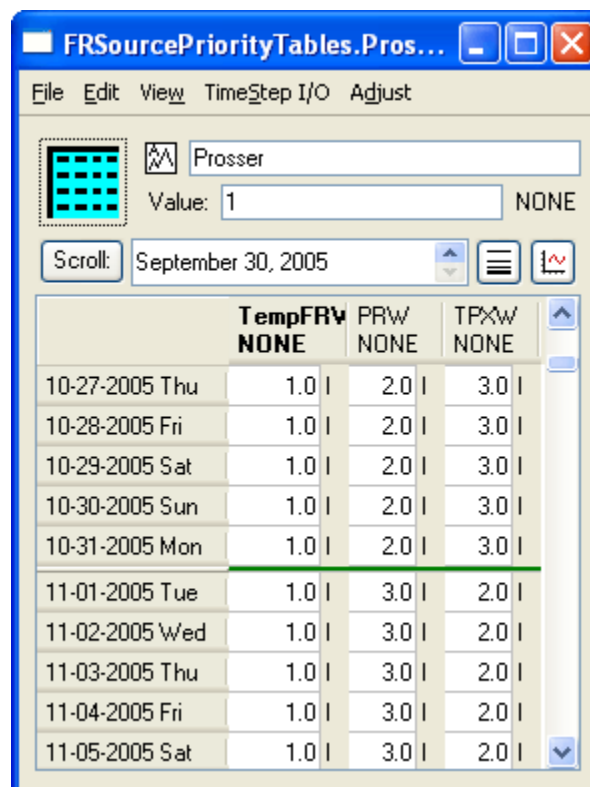 FRSourcePriorityTables.Pros...
File Edit View TimeStep I/O Adjust
Prosser
Value: 1 NONE
Scroll: September 30, 2005
TempFRW PRW TPXW
NONE NONE NONE
10-27-2005 Thu 1.0 I 2.0 I 3.0 I
10-28-2005 Fri 1.0 I 2.0 I 3.0 I
10-29-2005 Sat 1.0 I 2.0 I 3.0 I
10-30-2005 Sun 1.0 I 2.0 I 3.0 I
10-31-2005 Mon 1.0 I 2.0 I 3.0 I
11-01-2005 Tue 1.0 I 3.0 I 2.0 I
11-02-2005 Wed 1.0 I 3.0 I 2.0 I
11-03-2005 Thu 1.0 I 3.0 I 2.0 I
11-04-2005 Fri 1.0 I 3.0 I 2.0 I
11-05-2005 Sat 1.0 I 3.0 I 2.0 I